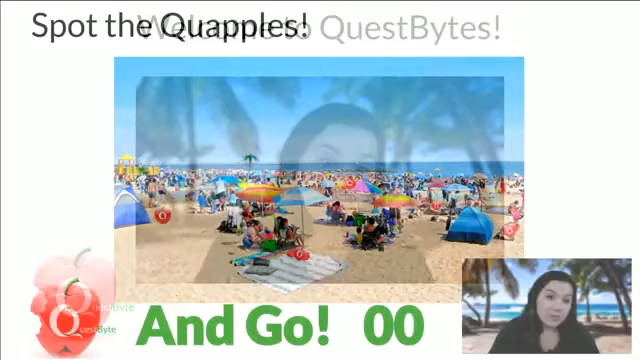 Spot the Quapples!
Welcome to QuestBytes!
QuestByte
QuestByte
And Go! 00